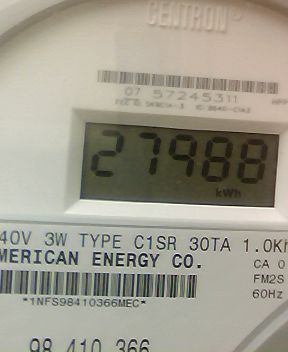 CENTRON®
07 57245311
27988
kWh
40V 3W TYPE C1SR 30TA 1.0Kh
MERICAN ENERGY CO.
CA 0
FM2S
60Hz
*1NFS98410366MEC*
98 410 366